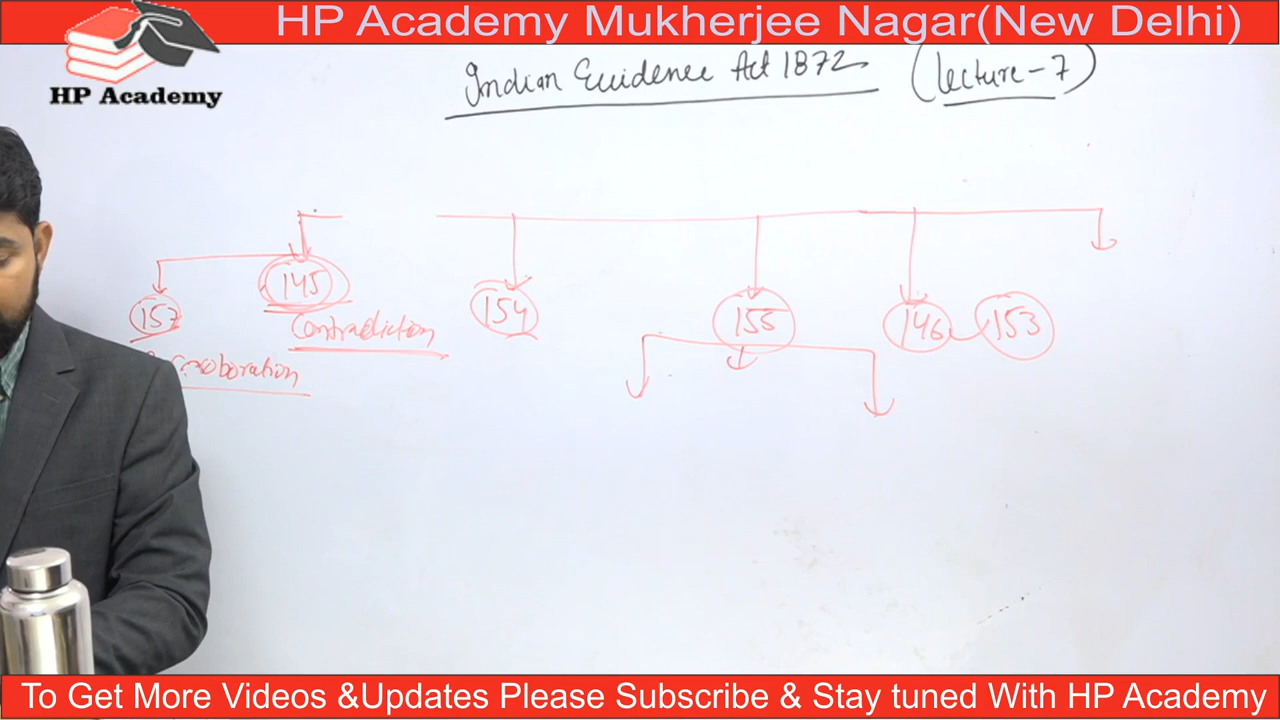 HP Academy Mukherjee Nagar(New Delhi)
HP Academy
Indian Evidence Act 1872 (Lecture-7)
157 145 154 155 146 153
Contradiction
To Get More Videos &Updates Please Subscribe & Stay tuned With HP Academy